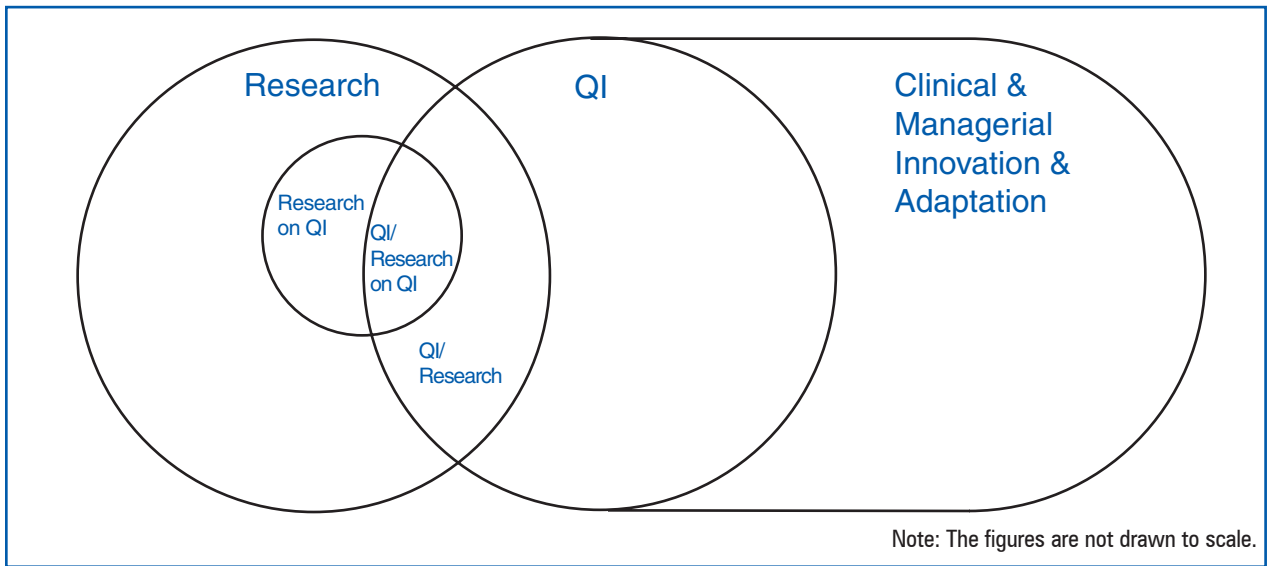 Research
QI
Clinical &
Managerial
Innovation &
Adaptation
Research
on QI
QI/
Research
on QI
QI/
Research
Note: The figures are not drawn to scale.